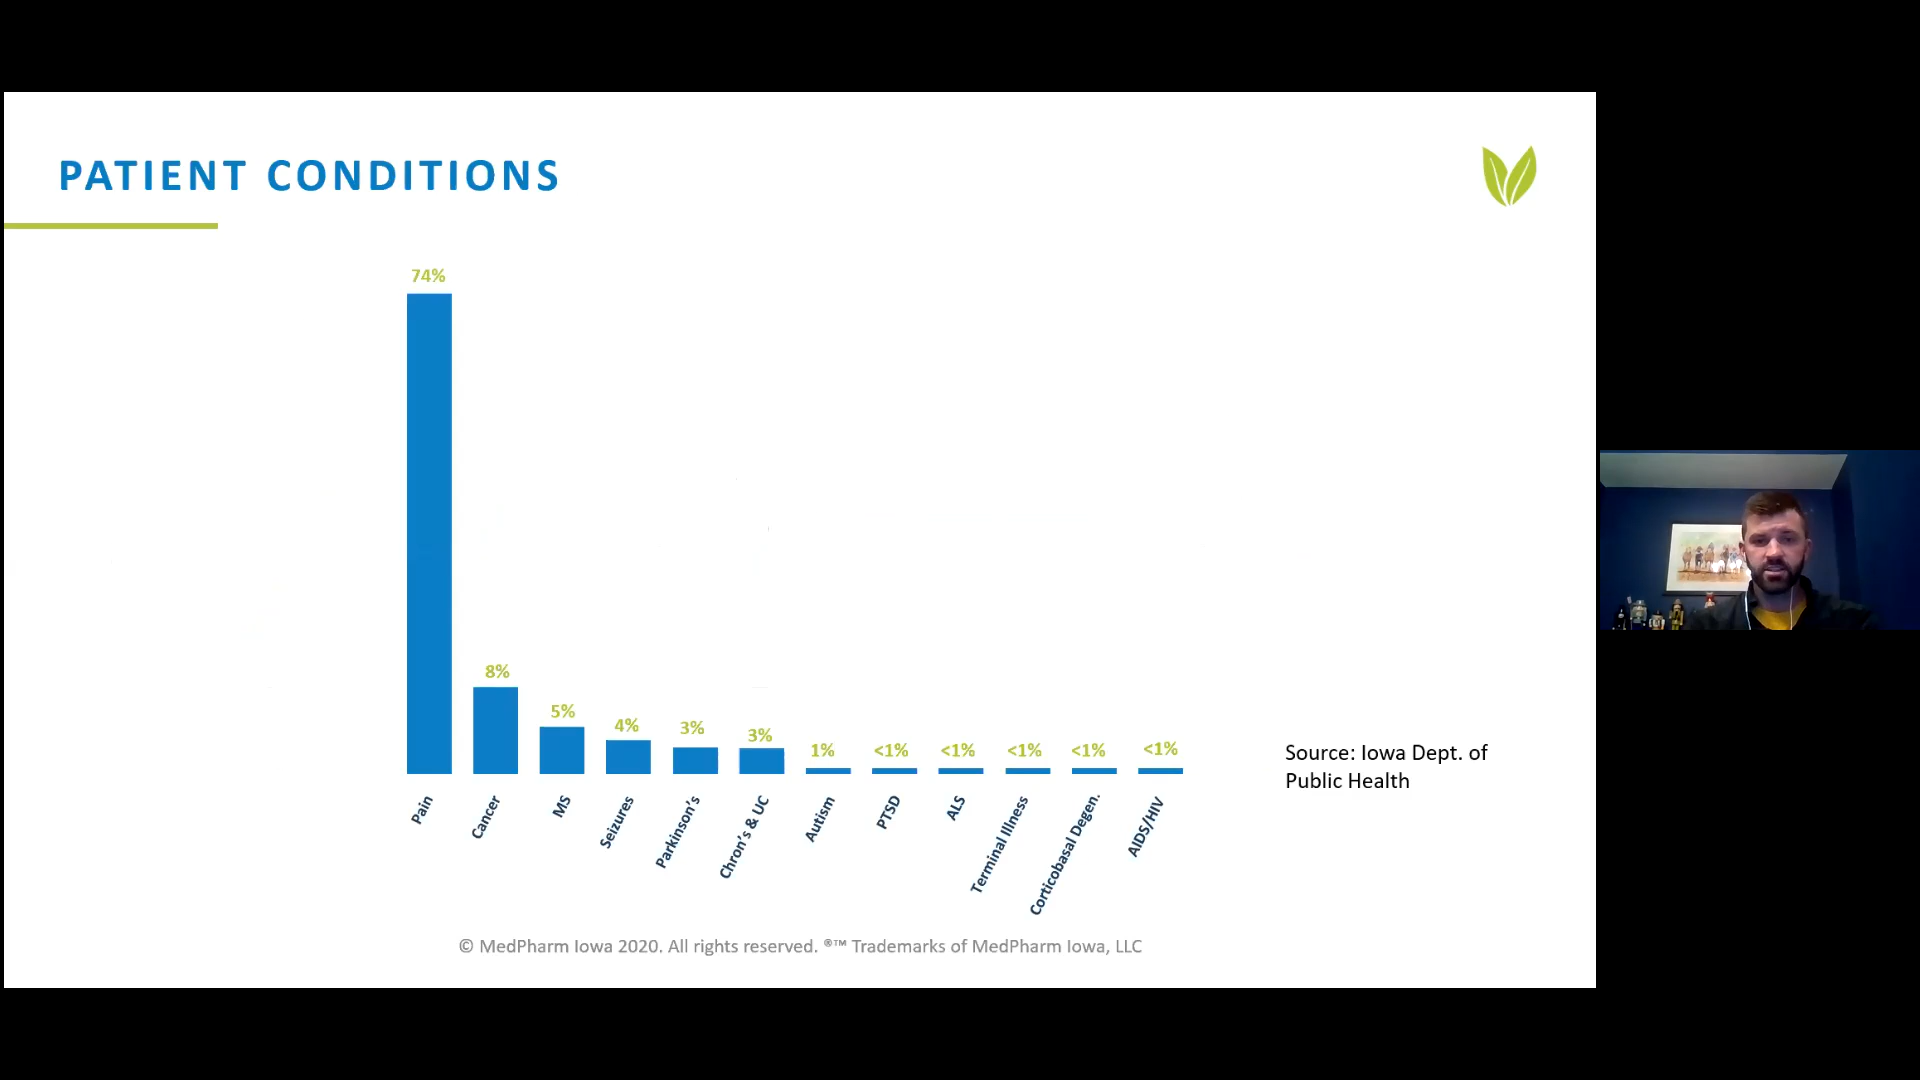 PATIENT CONDITIONS
74%
8%
5%
4%
3%
3%
1%
<1%
<1%
<1%
<1%
<1%
Pain
Cancer
MS
Seizures
Parkinson's
Chron's & UC
Autism
PTSD
ALS
Terminal Illness
Corticobasal Degen.
AIDS/HIV
Source: Iowa Dept. of
Public Health
© MedPharm Iowa 2020. All rights reserved. ®™ Trademarks of MedPharm Iowa, LLC